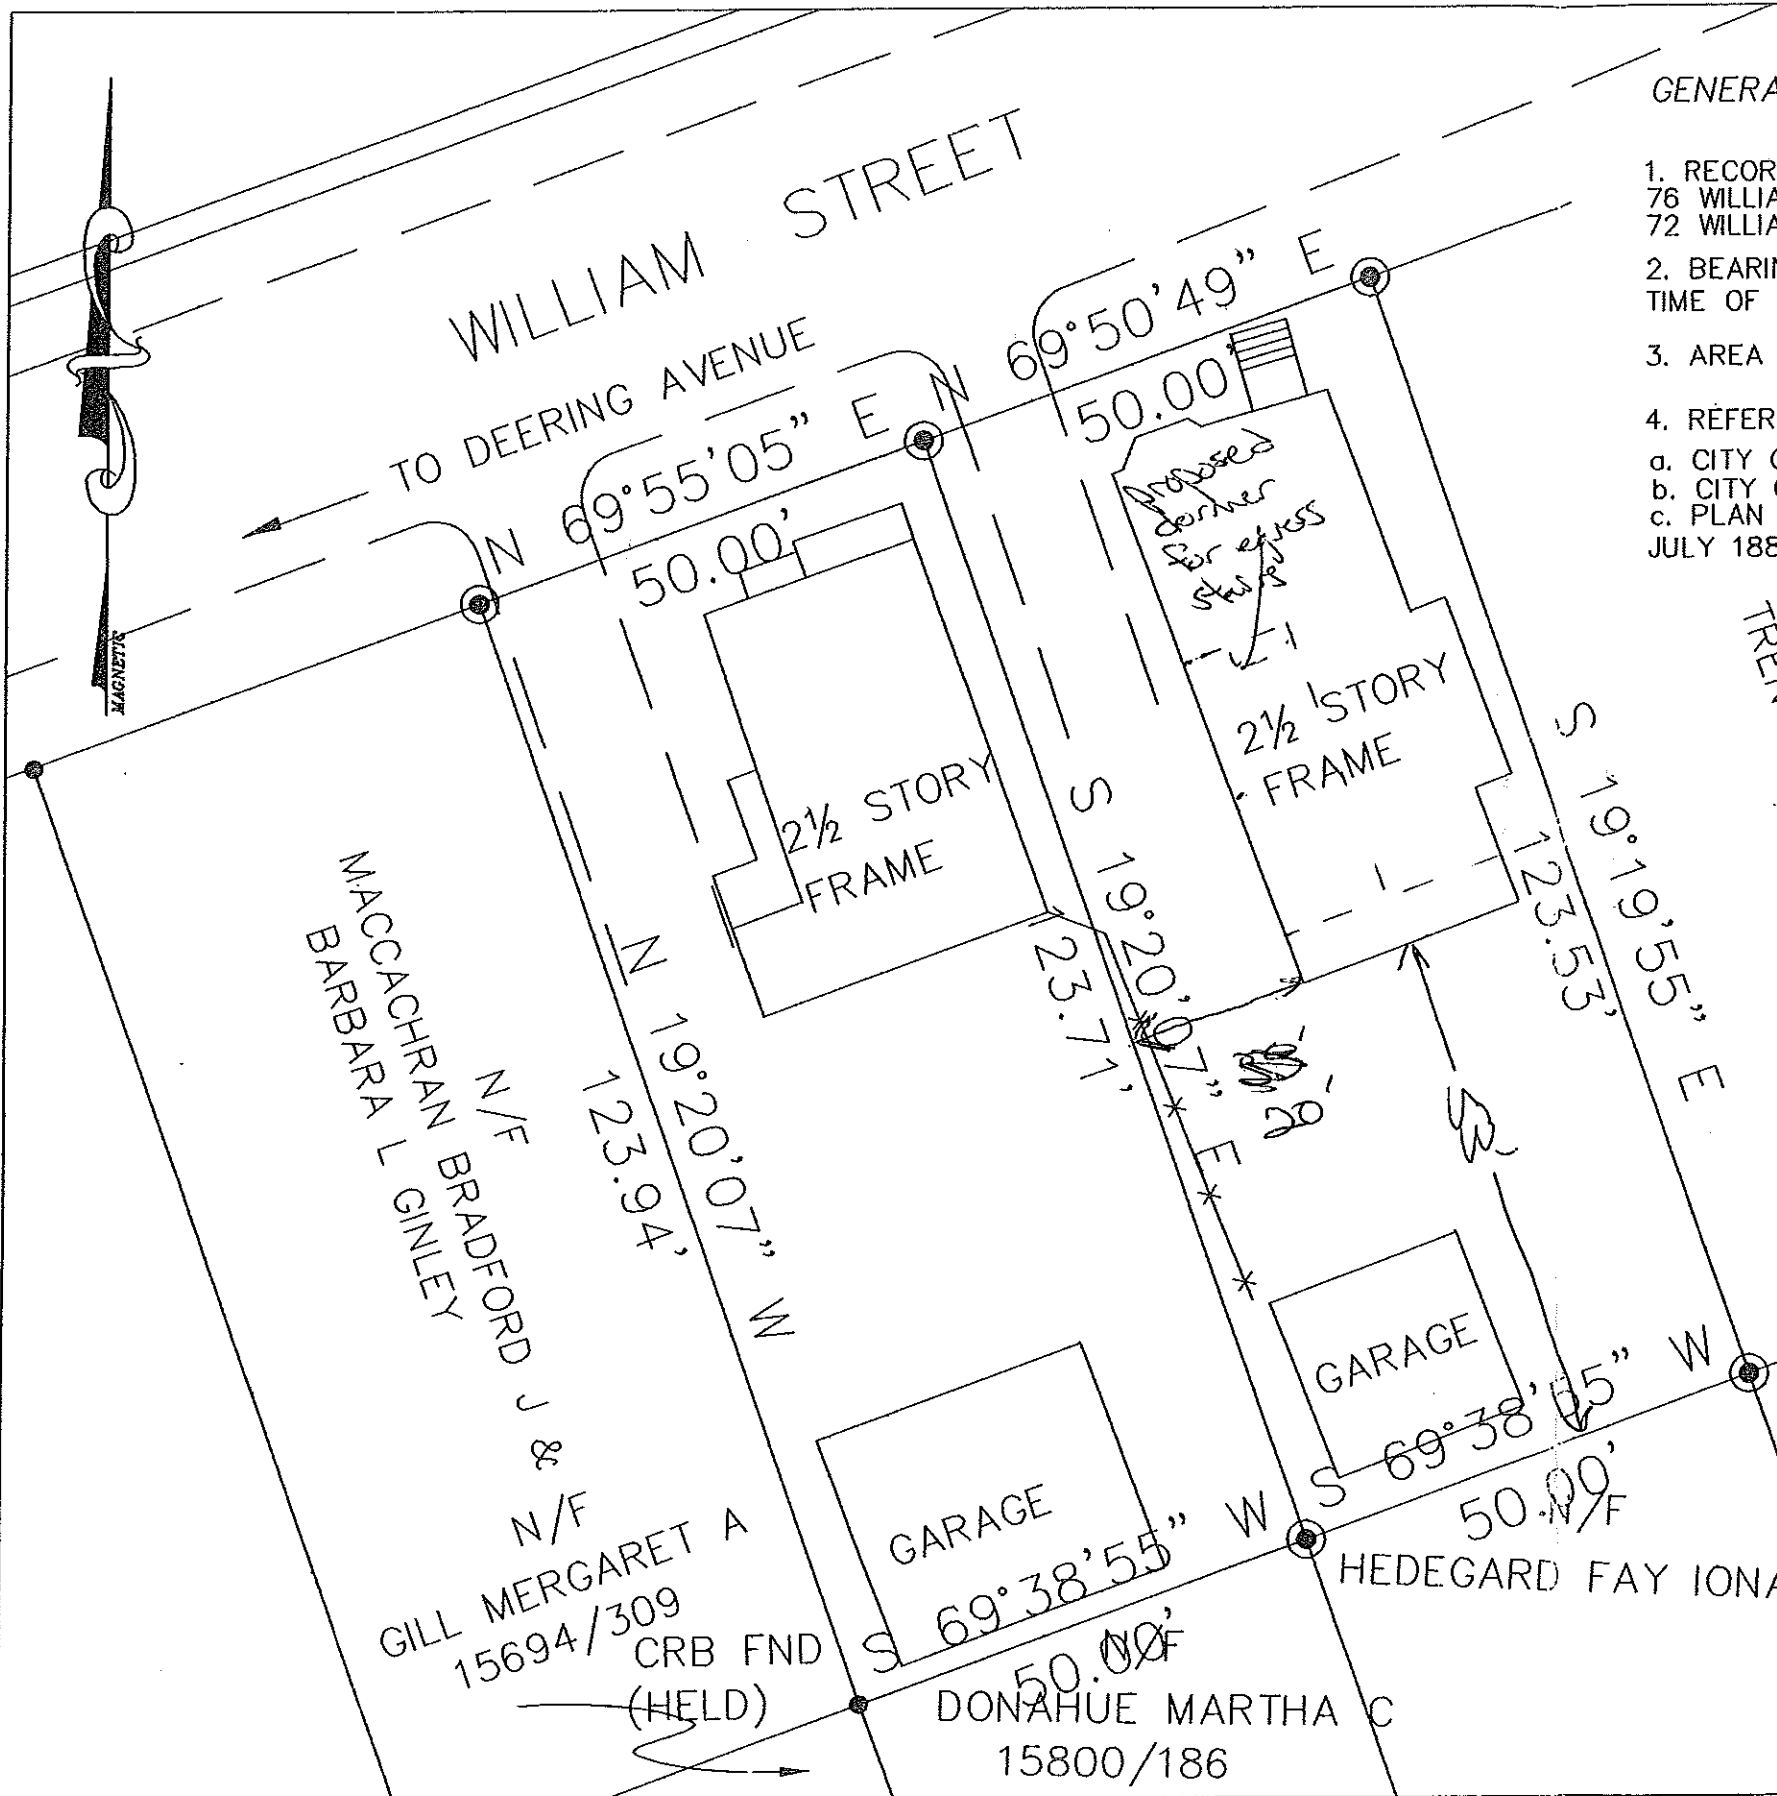 GENERA
1. RECOR
76 WILLIA
72 WILLIA
2. BEARI
TIME OF
3. AREA
4. REFER
a. CITY
b. CITY
c. PLAN
JULY 188
TREN
WILLIAM STREET
TO DEERING AVENUE
MAGNETIC
N 69°55'05" E
50.00'
N 69°50'49" E
50.00'
proposed
dormer
for egress
stairs
2½ STORY
FRAME
2½ STORY
FRAME
N 19°20'07" W
123.94'
S 19°20'07" E
123.71'
S 19°19'55" E
123.53'
20'
N/F
MACCACHRAN BRADFORD J &
BARBARA L GINLEY
GARAGE
GARAGE
S 69°38'55" W
50.00'
S 69°38'55" W
50.00'
N/F
GILL MERGARET A
15694/309
CRB FND
(HELD)
N/F
DONAHUE MARTHA C
15800/186
N/F
HEDEGARD FAY IONA